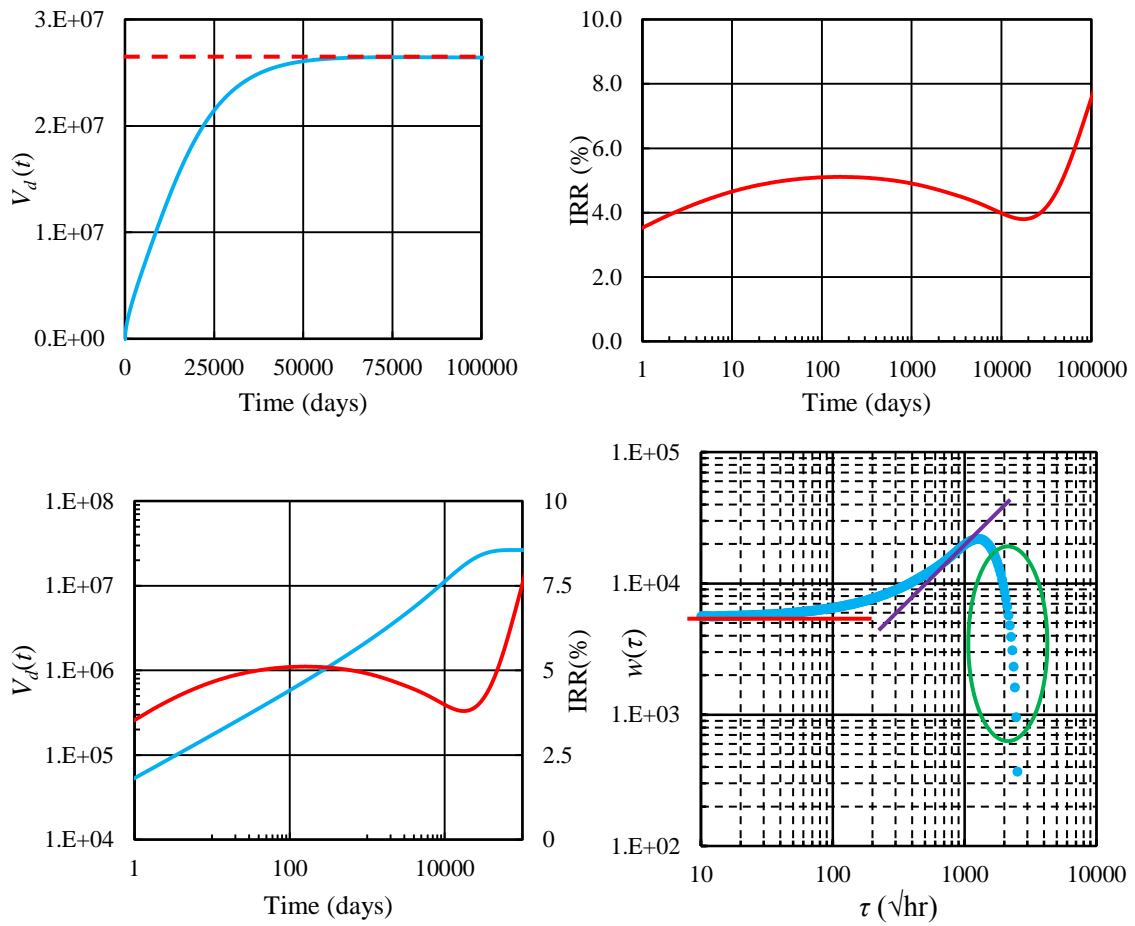 3.E+07
2.E+07
1.E+07
0.E+00
V_d(t)
0 25000 50000 75000 100000
Time (days)
10.0
8.0
6.0
4.0
2.0
0.0
IRR (%)
1 10 100 1000 10000 100000
Time (days)
1.E+08
1.E+07
1.E+06
1.E+05
1.E+04
V_d(t)
10
7.5
5
2.5
0
IRR(%)
1 100 10000
Time (days)
1.E+05
1.E+04
1.E+03
1.E+02
w(τ)
10 100 1000 10000
τ (√hr)